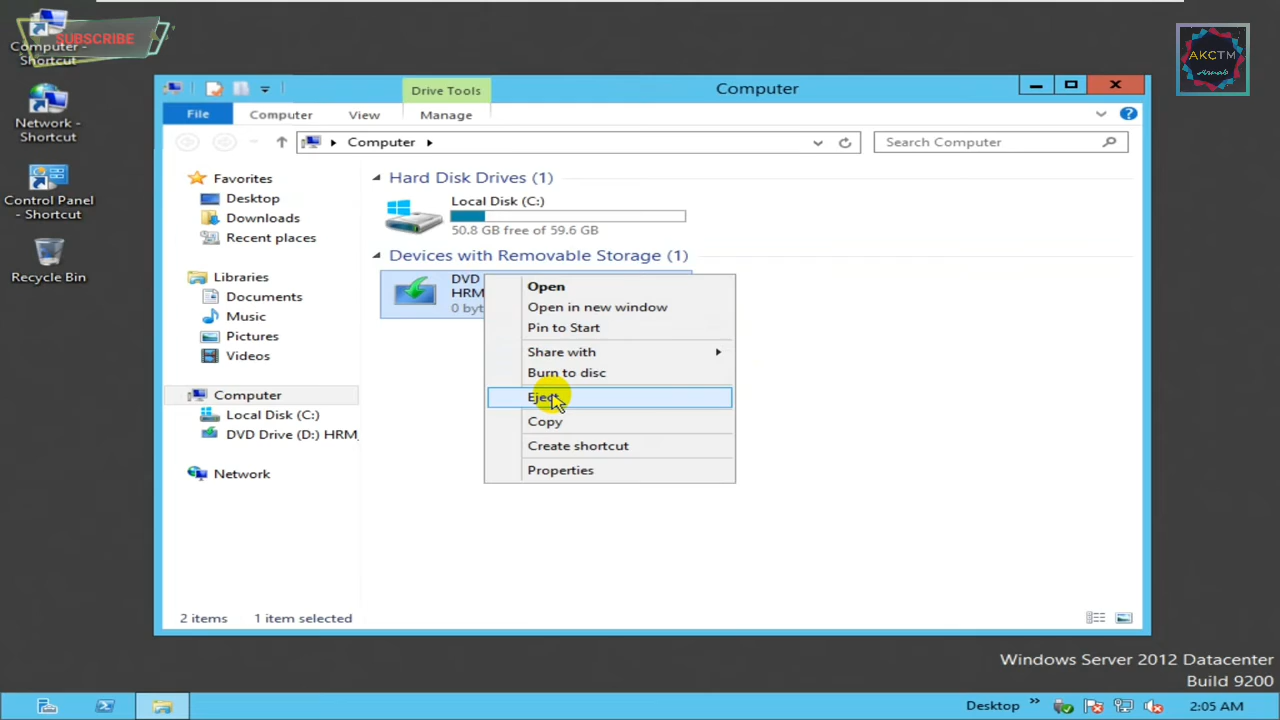 Computer -
Shortcut
SUBSCRIBE
Network -
Shortcut
Control Panel
- Shortcut
Recycle Bin
AKCTM
Arnab
Drive Tools
Computer
File
Computer
View
Manage
Computer
Search Computer
Favorites
Desktop
Downloads
Recent places
Libraries
Documents
Music
Pictures
Videos
Computer
Local Disk (C:)
DVD Drive (D:) HRM_
Network
Hard Disk Drives (1)
Local Disk (C:)
50.8 GB free of 59.6 GB
Devices with Removable Storage (1)
DVD
HRM
0 byt
Open
Open in new window
Pin to Start
Share with
Burn to disc
Eject
Copy
Create shortcut
Properties
2 items
1 item selected
Windows Server 2012 Datacenter
Build 9200
Desktop
2:05 AM